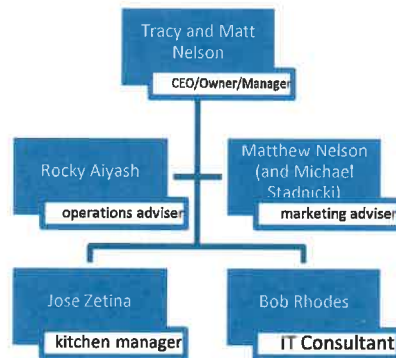 Tracy and Matt
Nelson
CEO/Owner/Manager
Rocky Aiyash
operations adviser
Matthew Nelson
(and Michael
Stadnicki)
marketing adviser
Jose Zetina
kitchen manager
Bob Rhodes
IT Consultant